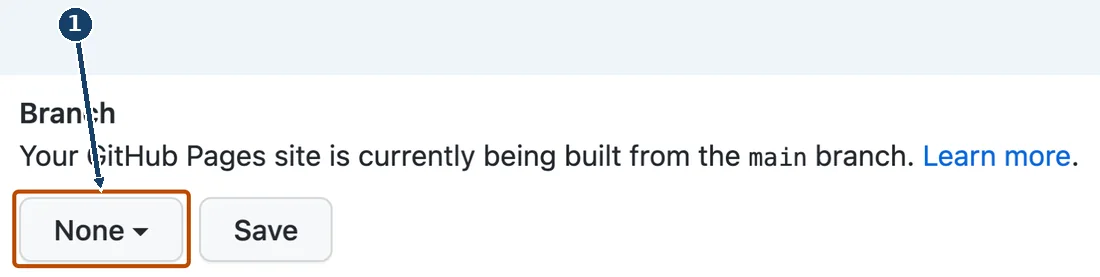 1
Branch
Your GitHub Pages site is currently being built from the main branch. Learn more.
None Save